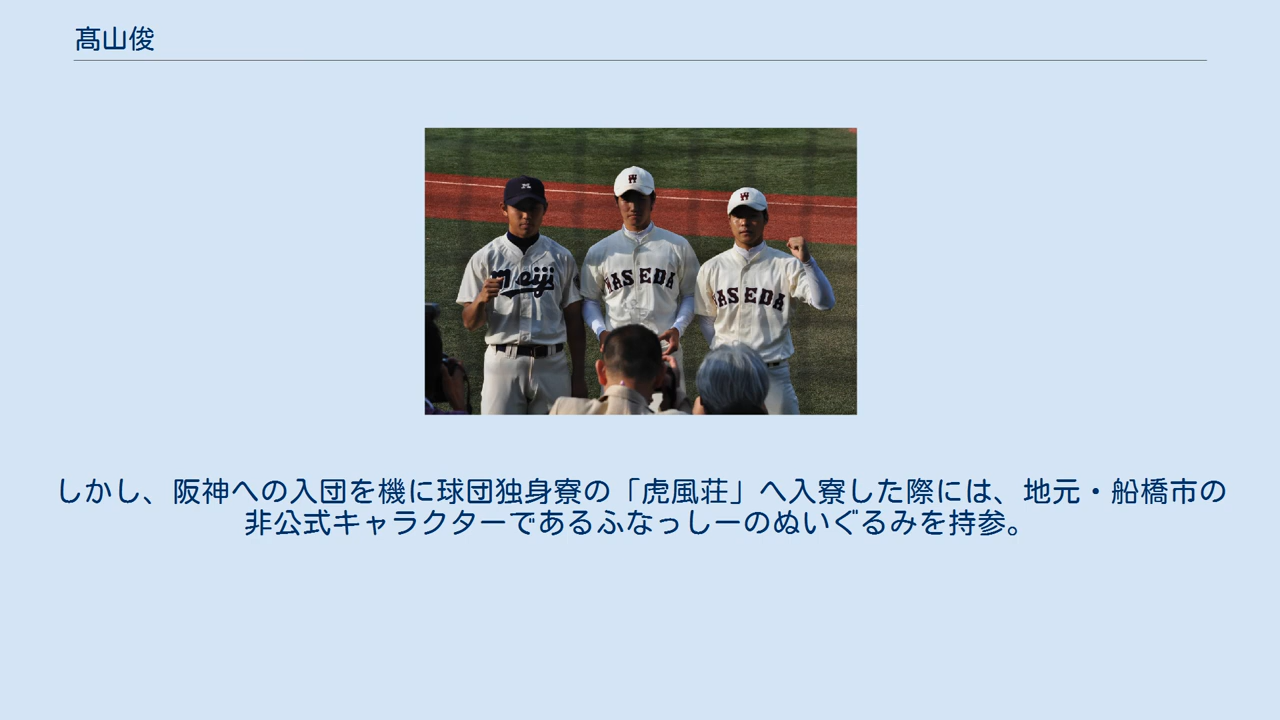 髙山俊
Meiji
WASEDA
WASEDA
しかし、阪神への入団を機に球団独身寮の「虎風荘」へ入寮した際には、地元・船橋市の
非公式キャラクターであるふなっしーのぬいぐるみを持参。